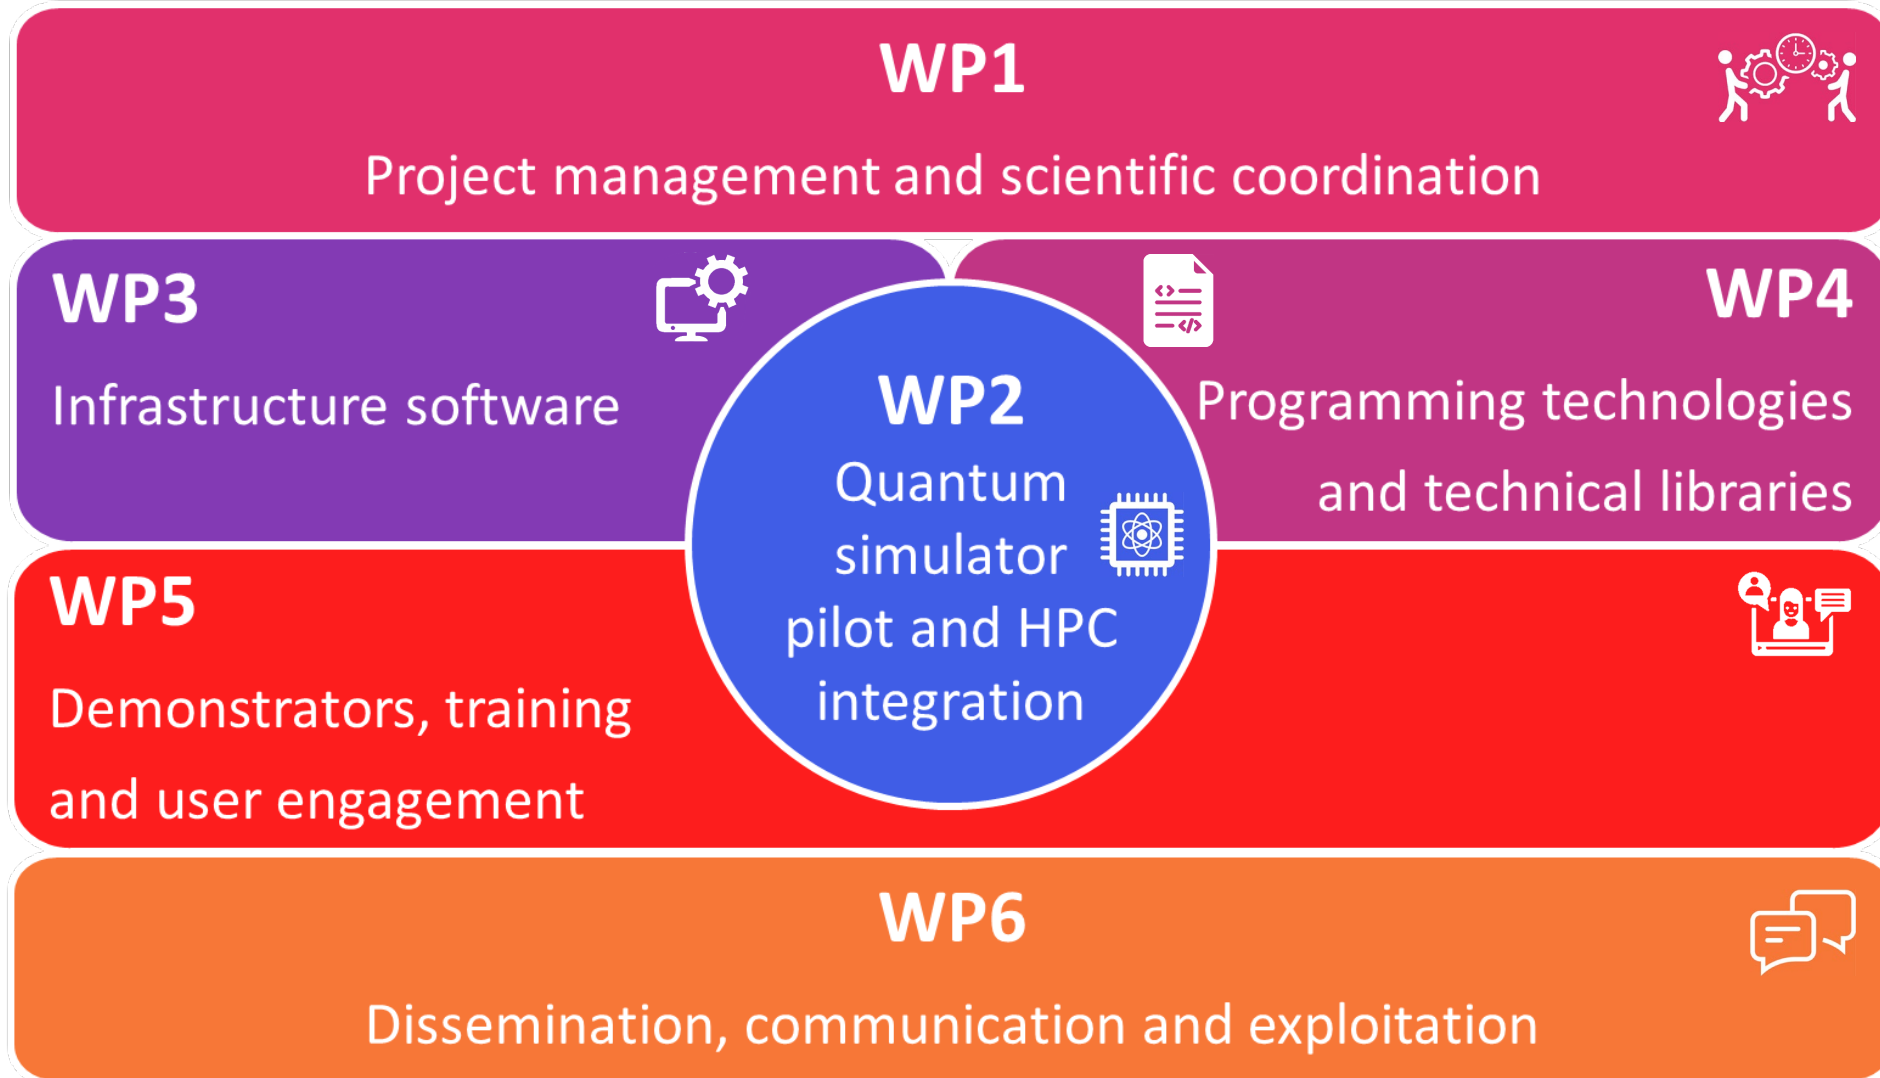 WP1
Project management and scientific coordination
WP3
Infrastructure software
WP4
Programming technologies
and technical libraries
WP2
Quantum
simulator
pilot and HPC
integration
WP5
Demonstrators, training
and user engagement
WP6
Dissemination, communication and exploitation